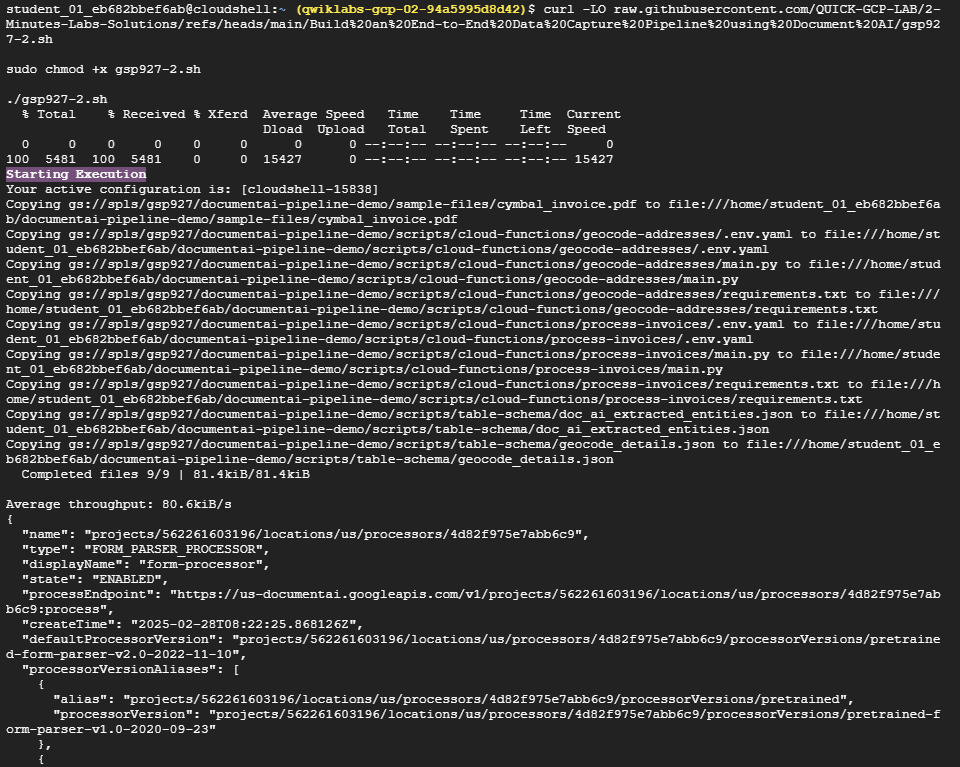 student_01_eb682bbef6ab@cloudshell:~ (qwiklabs-gcp-02-94a5995d8d42)$ curl -LO raw.githubusercontent.com/QUICK-GCP-LAB/2-
Minutes-Labs-Solutions/refs/heads/main/Build%20an%20End-to-End%20Data%20Capture%20Pipeline%20using%20Document%20AI/gsp92
7-2.sh

sudo chmod +x gsp927-2.sh

./gsp927-2.sh
  % Total    % Received % Xferd  Average Speed   Time    Time     Time  Current
                                 Dload  Upload   Total   Spent    Left  Speed
  0     0    0     0    0     0      0      0 --:--:-- --:--:-- --:--:--     0
100  5481  100  5481    0     0  15427      0 --:--:-- --:--:-- --:--:-- 15427
Starting Execution
Your active configuration is: [cloudshell-15838]
Copying gs://spls/gsp927/documentai-pipeline-demo/sample-files/cymbal_invoice.pdf to file:///home/student_01_eb682bbef6a
b/documentai-pipeline-demo/sample-files/cymbal_invoice.pdf
Copying gs://spls/gsp927/documentai-pipeline-demo/scripts/cloud-functions/geocode-addresses/.env.yaml to file:///home/st
udent_01_eb682bbef6ab/documentai-pipeline-demo/scripts/cloud-functions/geocode-addresses/.env.yaml
Copying gs://spls/gsp927/documentai-pipeline-demo/scripts/cloud-functions/geocode-addresses/main.py to file:///home/stud
ent_01_eb682bbef6ab/documentai-pipeline-demo/scripts/cloud-functions/geocode-addresses/main.py
Copying gs://spls/gsp927/documentai-pipeline-demo/scripts/cloud-functions/geocode-addresses/requirements.txt to file:///
home/student_01_eb682bbef6ab/documentai-pipeline-demo/scripts/cloud-functions/geocode-addresses/requirements.txt
Copying gs://spls/gsp927/documentai-pipeline-demo/scripts/cloud-functions/process-invoices/.env.yaml to file:///home/stu
dent_01_eb682bbef6ab/documentai-pipeline-demo/scripts/cloud-functions/process-invoices/.env.yaml
Copying gs://spls/gsp927/documentai-pipeline-demo/scripts/cloud-functions/process-invoices/main.py to file:///home/stude
nt_01_eb682bbef6ab/documentai-pipeline-demo/scripts/cloud-functions/process-invoices/main.py
Copying gs://spls/gsp927/documentai-pipeline-demo/scripts/cloud-functions/process-invoices/requirements.txt to file:///h
ome/student_01_eb682bbef6ab/documentai-pipeline-demo/scripts/cloud-functions/process-invoices/requirements.txt
Copying gs://spls/gsp927/documentai-pipeline-demo/scripts/table-schema/doc_ai_extracted_entities.json to file:///home/st
udent_01_eb682bbef6ab/documentai-pipeline-demo/scripts/table-schema/doc_ai_extracted_entities.json
Copying gs://spls/gsp927/documentai-pipeline-demo/scripts/table-schema/geocode_details.json to file:///home/student_01_e
b682bbef6ab/documentai-pipeline-demo/scripts/table-schema/geocode_details.json
  Completed files 9/9 | 81.4kiB/81.4kiB

Average throughput: 80.6kiB/s
{
  "name": "projects/562261603196/locations/us/processors/4d82f975e7abb6c9",
  "type": "FORM_PARSER_PROCESSOR",
  "displayName": "form-processor",
  "state": "ENABLED",
  "processEndpoint": "https://us-documentai.googleapis.com/v1/projects/562261603196/locations/us/processors/4d82f975e7ab
b6c9:process",
  "createTime": "2025-02-28T08:22:25.868126Z",
  "defaultProcessorVersion": "projects/562261603196/locations/us/processors/4d82f975e7abb6c9/processorVersions/pretraine
d-form-parser-v2.0-2022-11-10",
  "processorVersionAliases": [
    {
      "alias": "projects/562261603196/locations/us/processors/4d82f975e7abb6c9/processorVersions/pretrained",
      "processorVersion": "projects/562261603196/locations/us/processors/4d82f975e7abb6c9/processorVersions/pretrained-f
orm-parser-v1.0-2020-09-23"
    },
    {